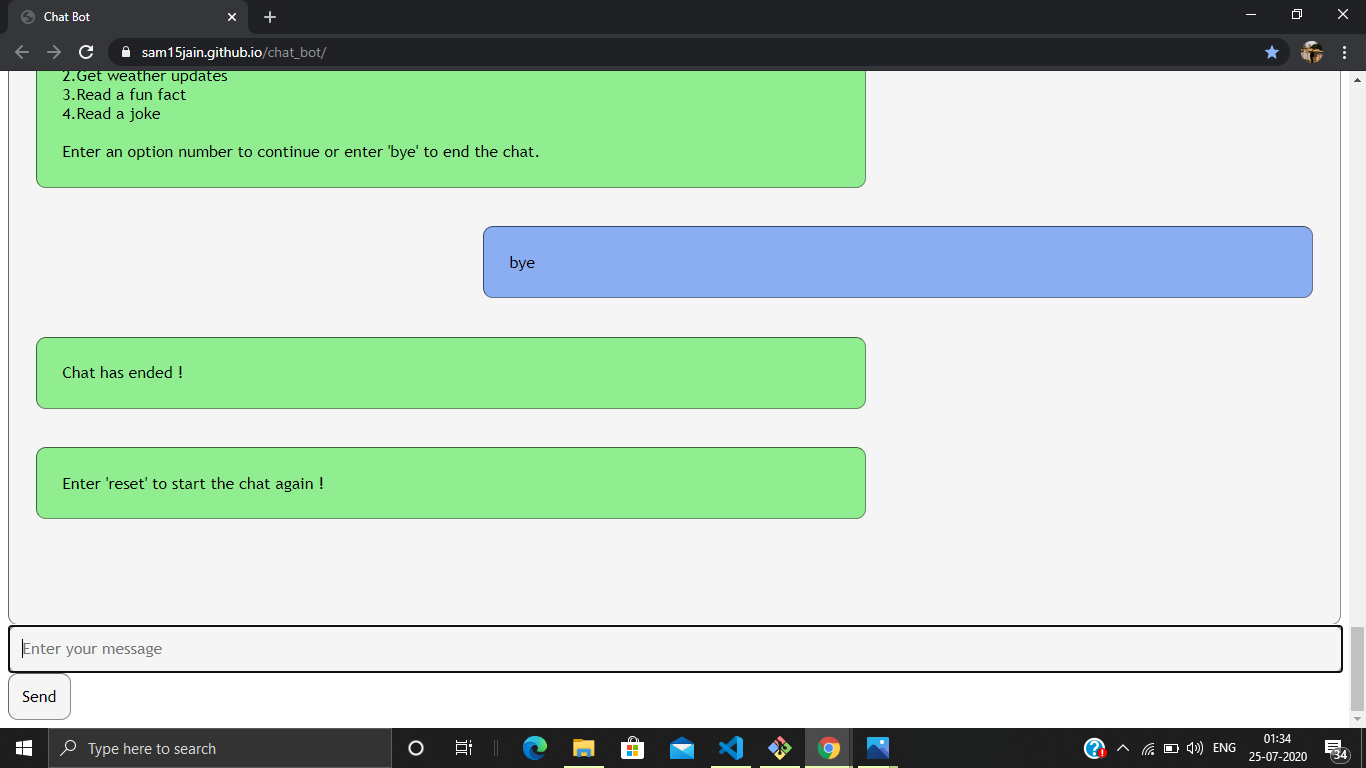 Chat Bot
sam15jain.github.io/chat_bot/
2.Get weather updates
3.Read a fun fact
4.Read a joke
Enter an option number to continue or enter 'bye' to end the chat.
bye
Chat has ended !
Enter 'reset' to start the chat again !
Enter your message
Send
Type here to search
ENG
01:34
25-07-2020
34